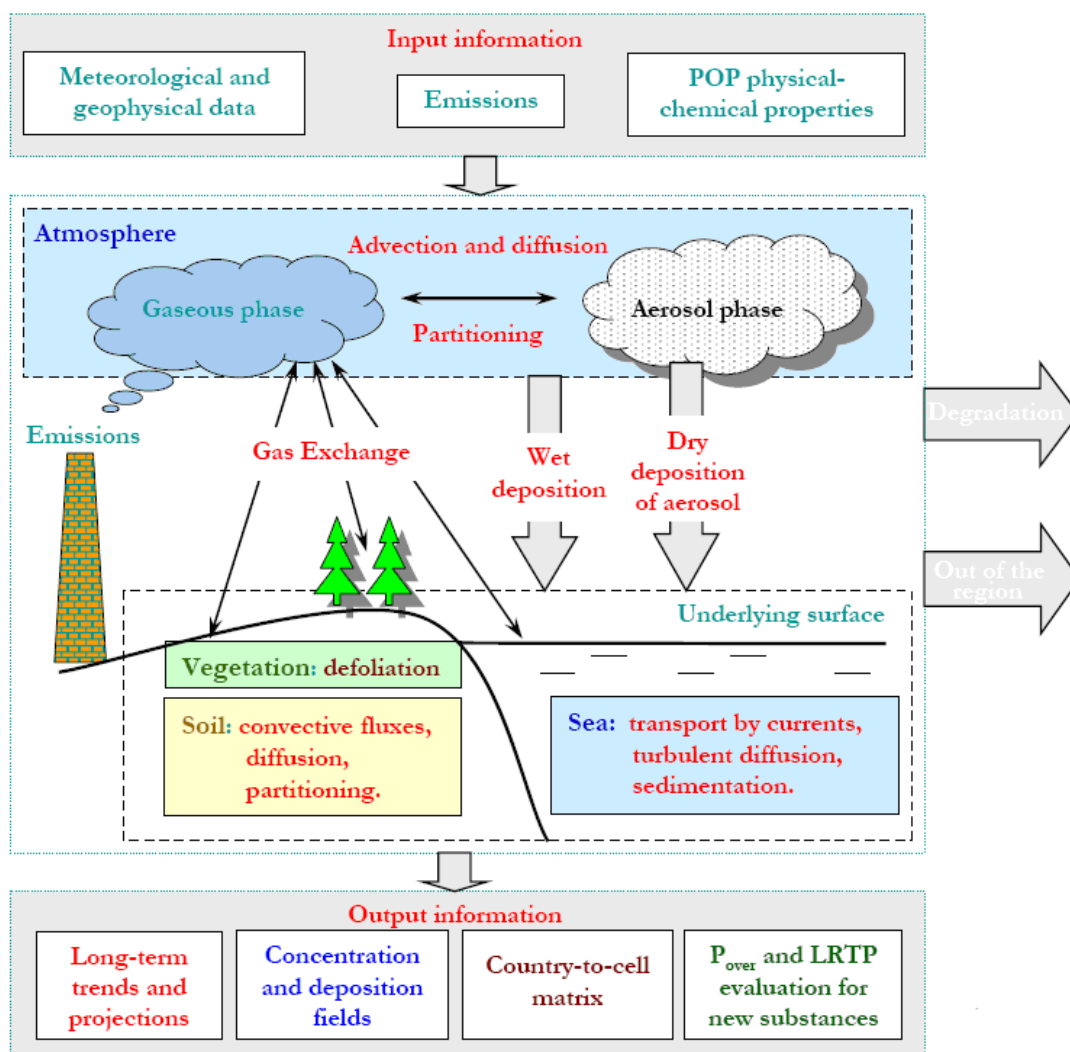 Input information
Meteorological and
geophysical data
Emissions
POP physical-
chemical properties
Atmosphere
Advection and diffusion
Gaseous phase
Aerosol phase
Partitioning
Degradation
Emissions
Gas Exchange
Wet
deposition
Dry
deposition
of aerosol
Out of the
region
Underlying surface
Vegetation: defoliation
Soil: convective fluxes,
diffusion,
partitioning.
Sea: transport by currents,
turbulent diffusion,
sedimentation.
Output information
Long-term
trends and
projections
Concentration
and deposition
fields
Country-to-cell
matrix
Pover and LRTP
evaluation for
new substances